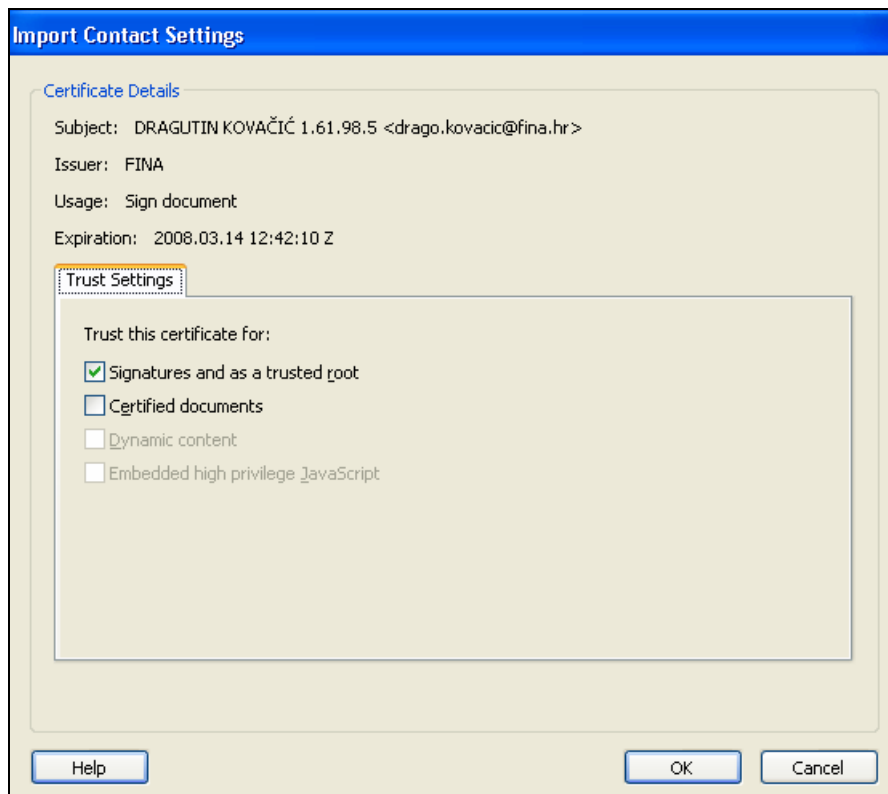 Import Contact Settings
Certificate Details
Subject: DRAGUTIN KOVAČIĆ 1.61.98.5 <drago.kovacic@fina.hr>
Issuer: FINA
Usage: Sign document
Expiration: 2008.03.14 12:42:10 Z
Trust Settings
Trust this certificate for:
Signatures and as a trusted root
Certified documents
Dynamic content
Embedded high privilege JavaScript
Help OK Cancel